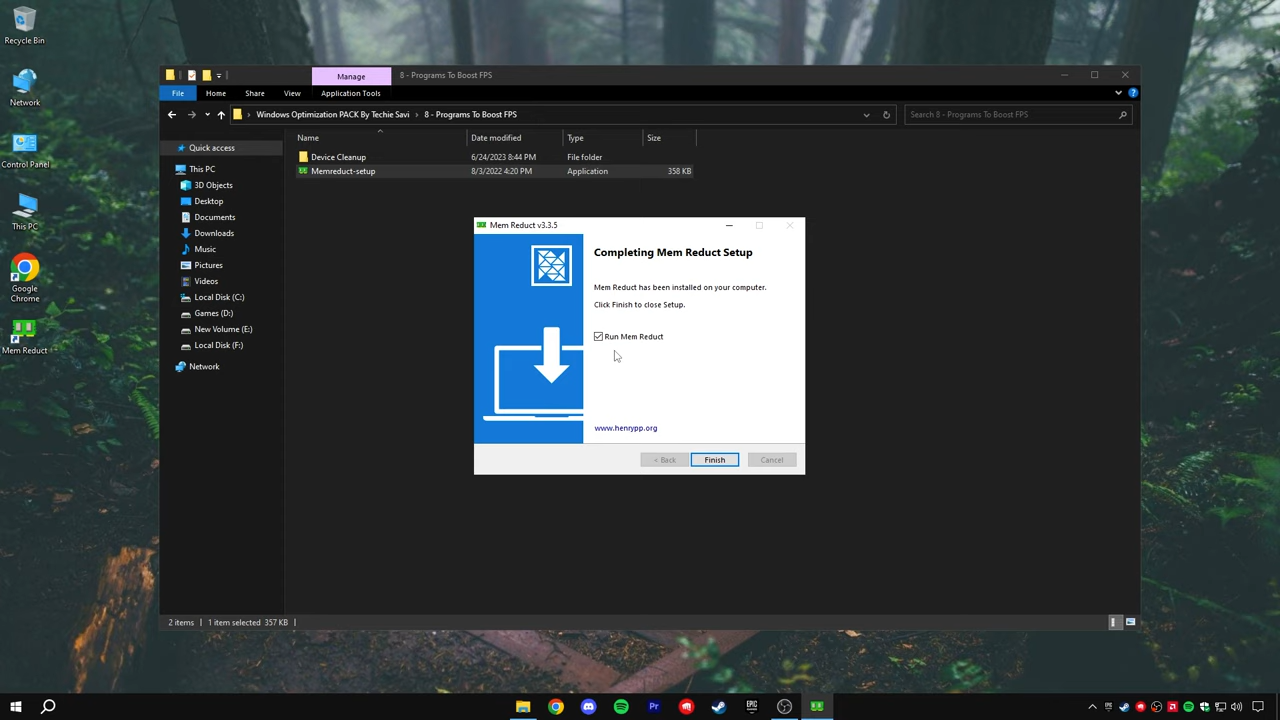 Recycle Bin
Network
Control Panel
This PC
Google
Chrome
Mem Reduct
Manage
8 - Programs To Boost FPS
File
Home
Share
View
Application Tools
Windows Optimization PACK By Techie Savi
8 - Programs To Boost FPS
Search 8 - Programs To Boost FPS
Name
Date modified
Type
Size
Quick access
This PC
3D Objects
Desktop
Documents
Downloads
Music
Pictures
Videos
Local Disk (C:)
Games (D:)
New Volume (E:)
Local Disk (F:)
Network
Device Cleanup
6/24/2023 8:44 PM
File folder
Memreduct-setup
8/3/2022 4:20 PM
Application
358 KB
Mem Reduct v3.3.5
Completing Mem Reduct Setup
Mem Reduct has been installed on your computer.
Click Finish to close Setup.
Run Mem Reduct
www.henrypp.org
< Back
Finish
Cancel
2 items
1 item selected 357 KB
Pr
EPIC